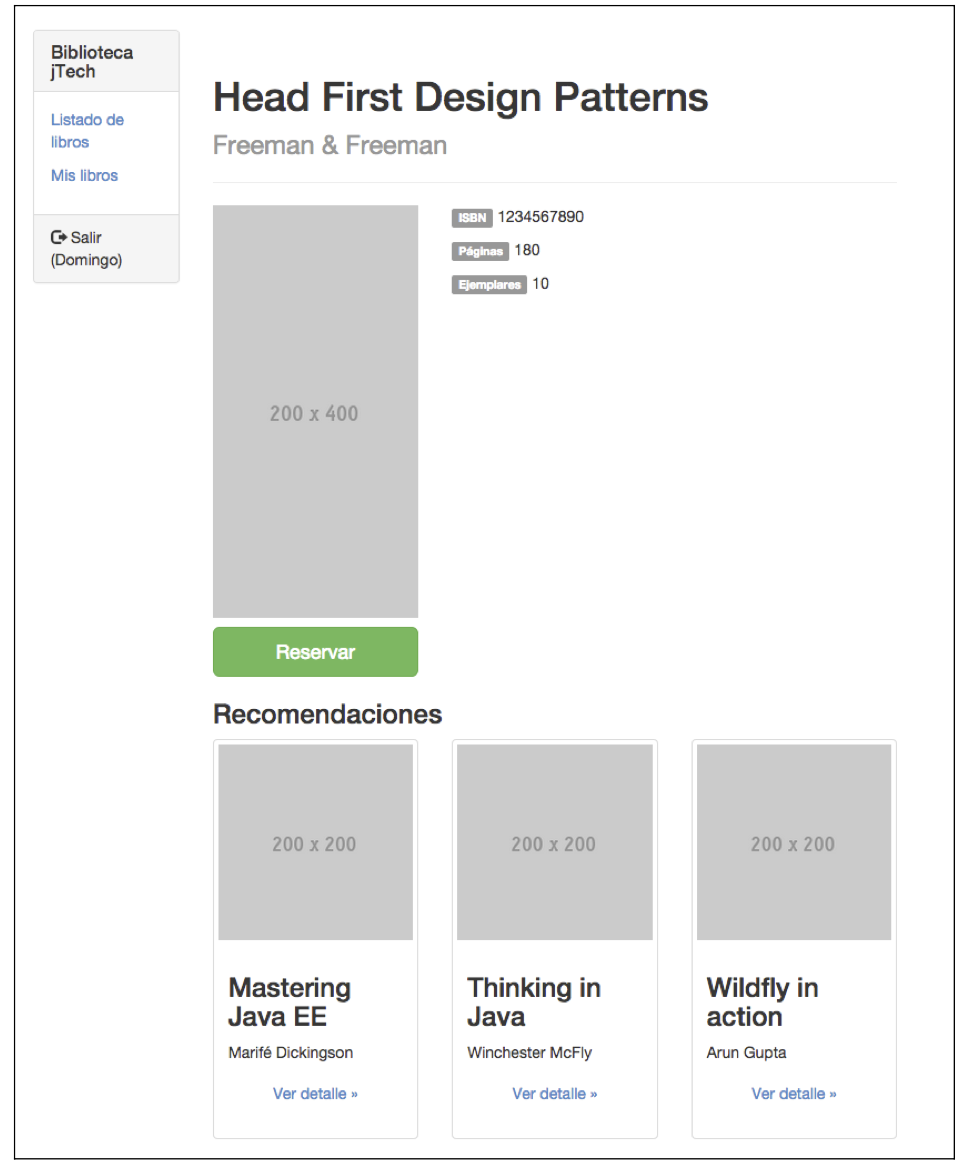 Biblioteca
jTech
Listado de
libros
Mis libros
Salir
(Domingo)
Head First Design Patterns
Freeman & Freeman
200 x 400
ISBN 1234567890
Páginas 180
Ejemplares 10
Reservar
Recomendaciones
200 x 200
Mastering
Java EE
Marifé Dickingson
Ver detalle »
200 x 200
Thinking in
Java
Winchester McFly
Ver detalle »
200 x 200
Wildfly in
action
Arun Gupta
Ver detalle »